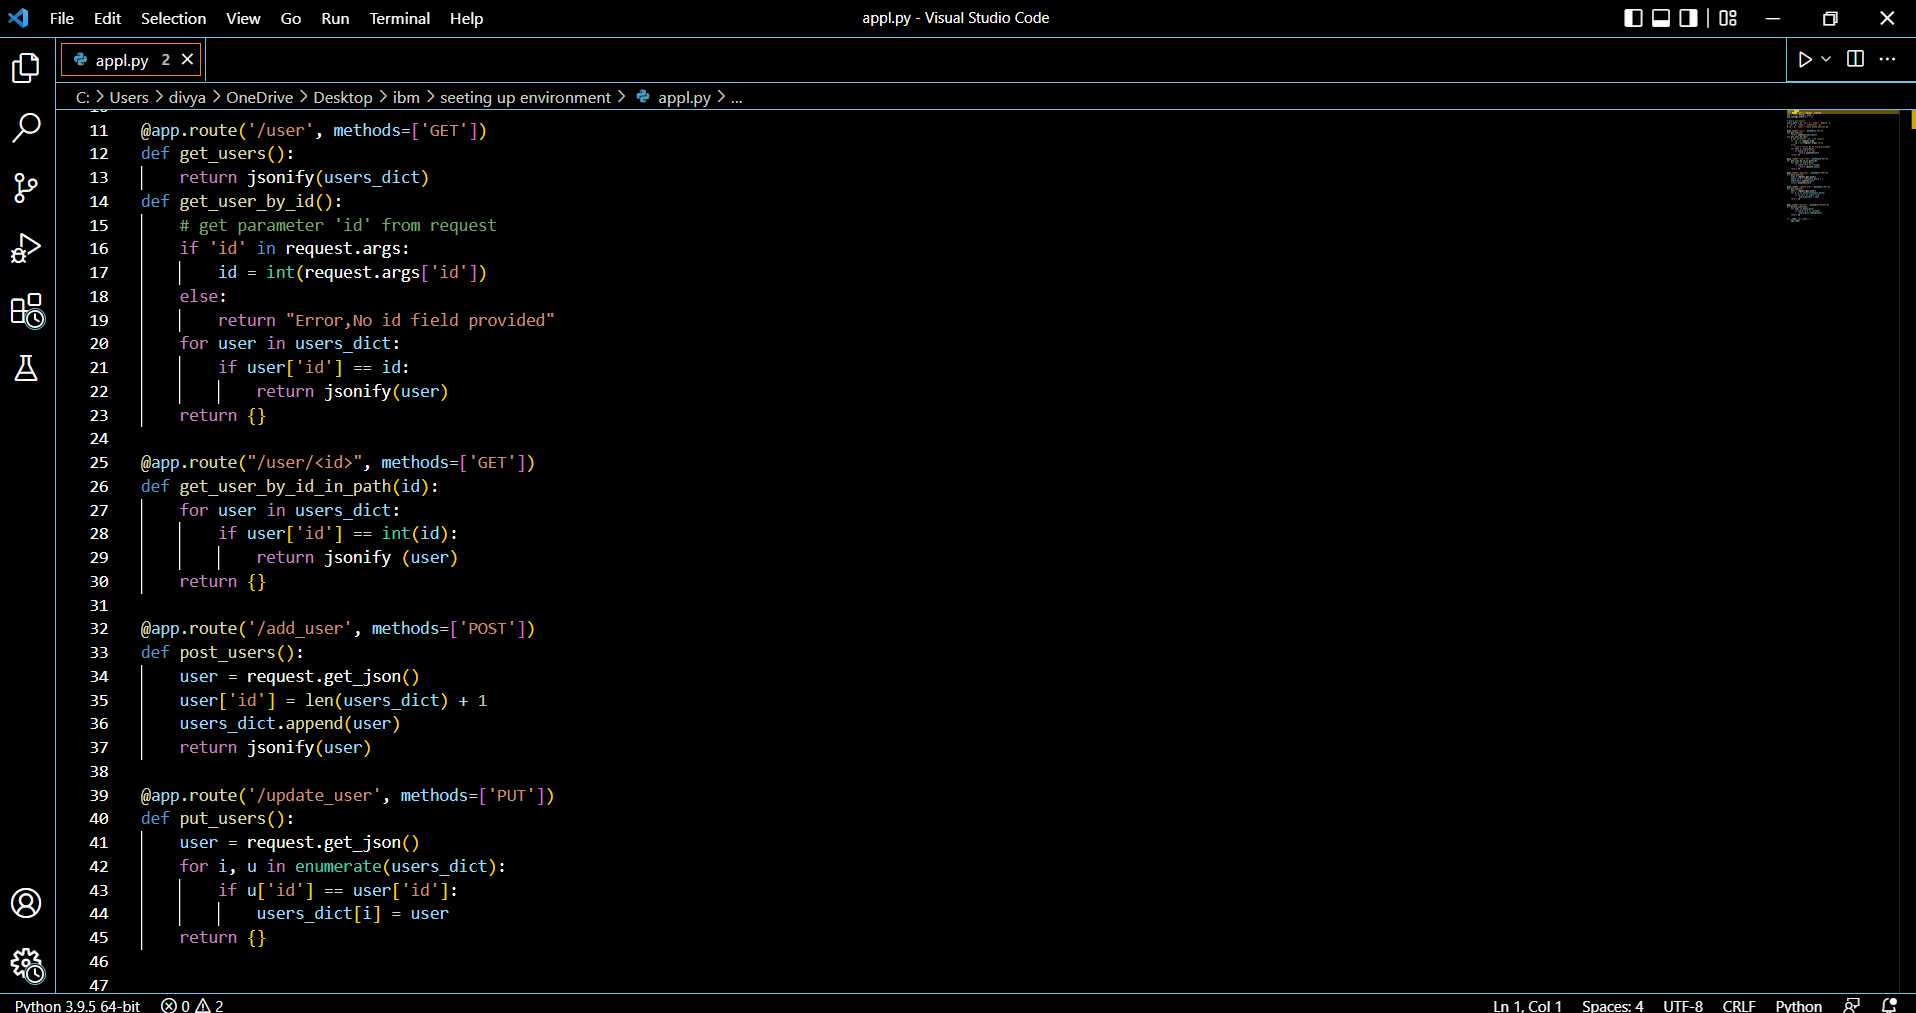 File Edit Selection View Go Run Terminal Help
appl.py - Visual Studio Code
appl.py 2
C: > Users > divya > OneDrive > Desktop > ibm > seeting up environment > appl.py > ...
11 @app.route('/user', methods=['GET'])
12 def get_users():
13     return jsonify(users_dict)
14 def get_user_by_id():
15     # get parameter 'id' from request
16     if 'id' in request.args:
17         id = int(request.args['id'])
18     else:
19         return "Error,No id field provided"
20     for user in users_dict:
21         if user['id'] == id:
22             return jsonify(user)
23     return {}
24
25 @app.route("/user/<id>", methods=['GET'])
26 def get_user_by_id_in_path(id):
27     for user in users_dict:
28         if user['id'] == int(id):
29             return jsonify (user)
30     return {}
31
32 @app.route('/add_user', methods=['POST'])
33 def post_users():
34     user = request.get_json()
35     user['id'] = len(users_dict) + 1
36     users_dict.append(user)
37     return jsonify(user)
38
39 @app.route('/update_user', methods=['PUT'])
40 def put_users():
41     user = request.get_json()
42     for i, u in enumerate(users_dict):
43         if u['id'] == user['id']:
44             users_dict[i] = user
45     return {}
46
47
Python 3.9.5 64-bit 0 2 Ln 1, Col 1 Spaces: 4 UTF-8 CRLF Python